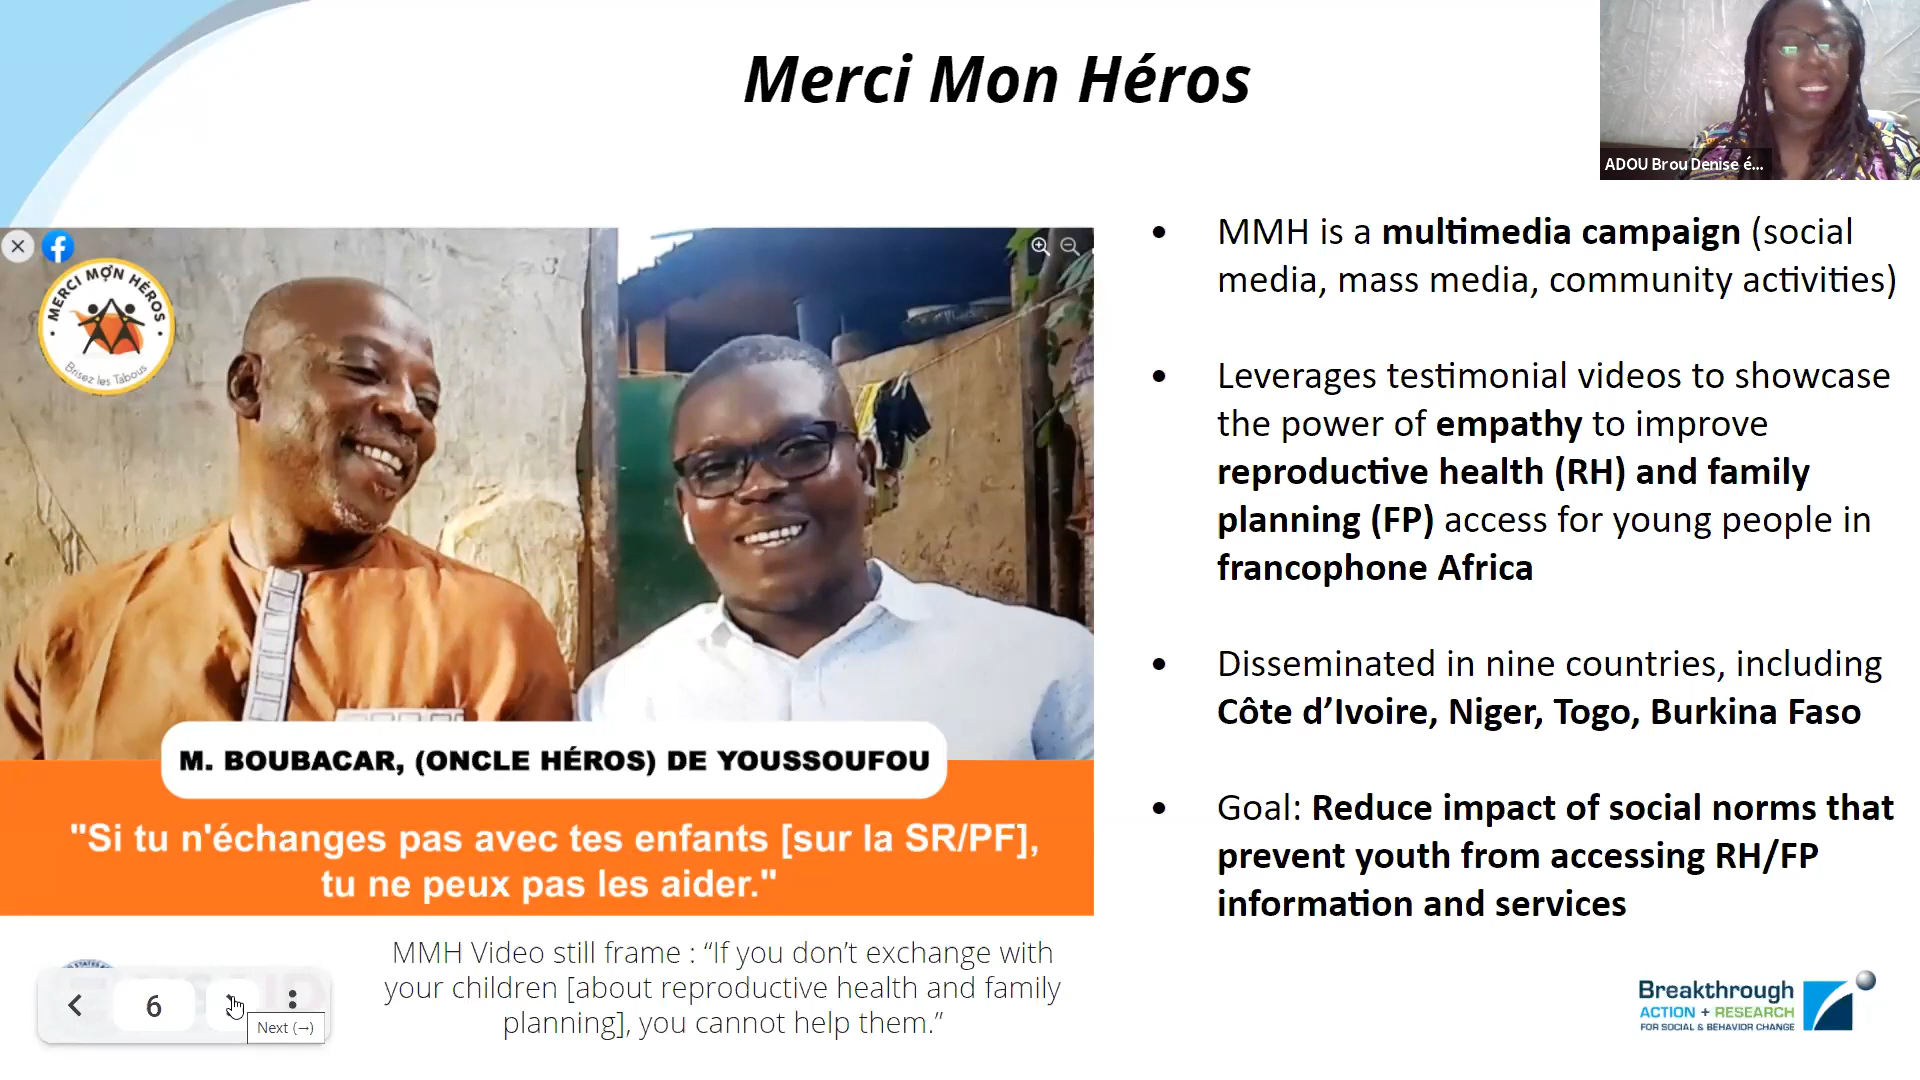 Merci Mon Héros
ADOU Brou Denise é...
MERCI MON HÉROS
Brisez les Tabous
M. BOUBACAR, (ONCLE HÉROS) DE YOUSSOUFOU
"Si tu n'échanges pas avec tes enfants [sur la SR/PF],
tu ne peux pas les aider."
MMH Video still frame : “If you don’t exchange with
your children [about reproductive health and family
planning], you cannot help them.”
• MMH is a multimedia campaign (social
media, mass media, community activities)
• Leverages testimonial videos to showcase
the power of empathy to improve
reproductive health (RH) and family
planning (FP) access for young people in
francophone Africa
• Disseminated in nine countries, including
Côte d’Ivoire, Niger, Togo, Burkina Faso
• Goal: Reduce impact of social norms that
prevent youth from accessing RH/FP
information and services
6
Next (→)
Breakthrough
ACTION + RESEARCH
FOR SOCIAL & BEHAVIOR CHANGE